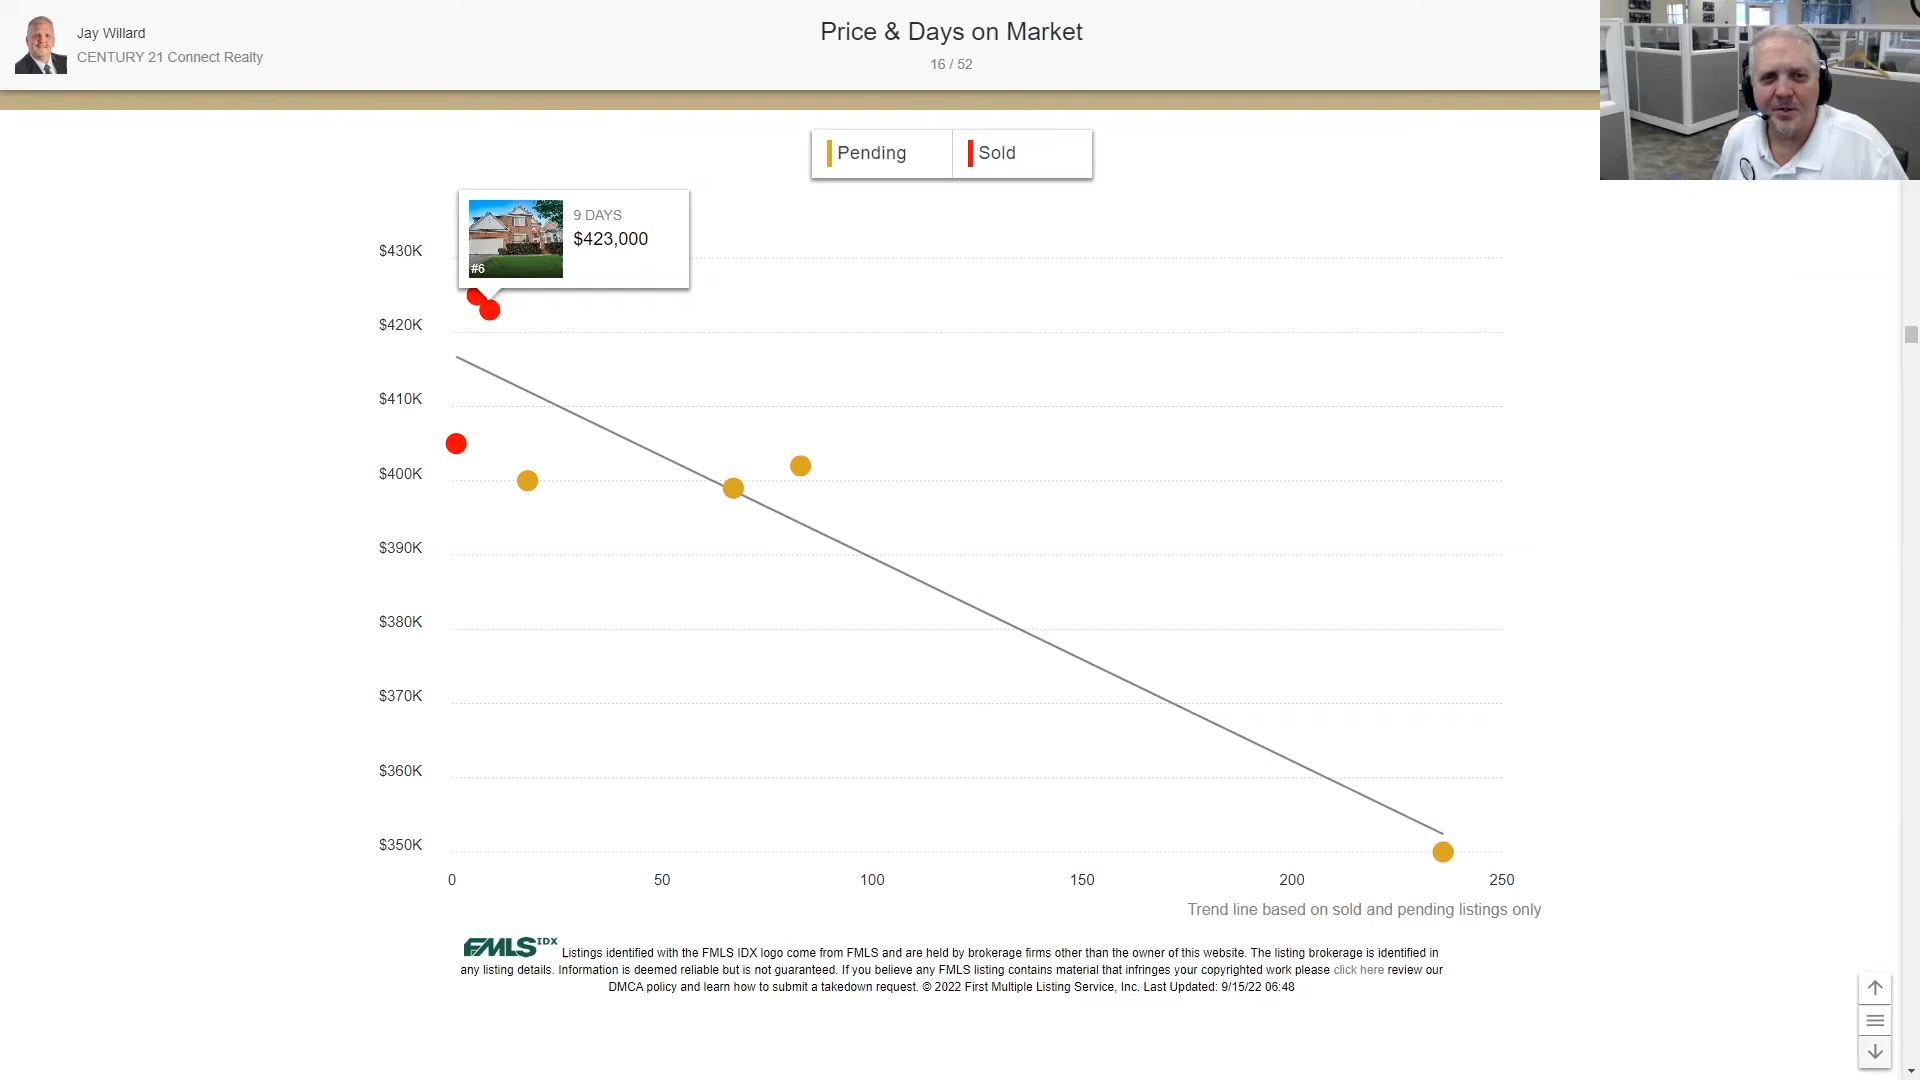 Jay Willard
CENTURY 21 Connect Realty
Price & Days on Market
16 / 52
Pending
Sold
9 DAYS
$423,000
#6
$430K
$420K
$410K
$400K
$390K
$380K
$370K
$360K
$350K
0
50
100
150
200
250
Trend line based on sold and pending listings only
FMLS IDX Listings identified with the FMLS IDX logo come from FMLS and are held by brokerage firms other than the owner of this website. The listing brokerage is identified in
any listing details. Information is deemed reliable but is not guaranteed. If you believe any FMLS listing contains material that infringes your copyrighted work please click here review our
DMCA policy and learn how to submit a takedown request. © 2022 First Multiple Listing Service, Inc. Last Updated: 9/15/22 06:48